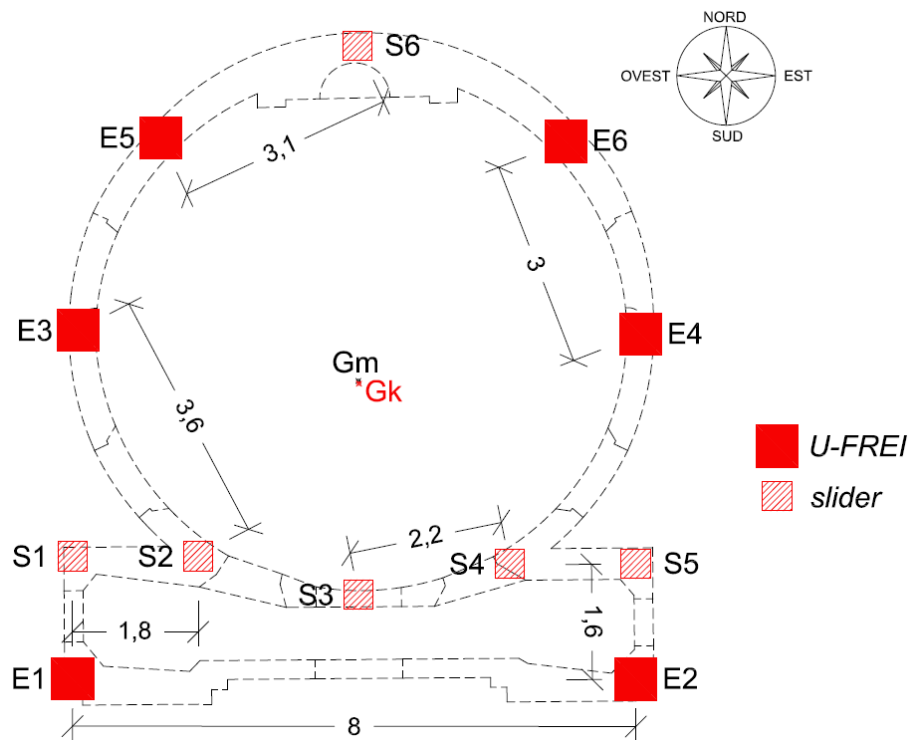 NORD
S6
OVEST
EST
SUD
E5
E6
3,1
3
E3
E4
Gm
Gk
3,6
U-FREI
slider
2,2
S1
S2
S4
S5
S3
1,8
1,6
E1
E2
8